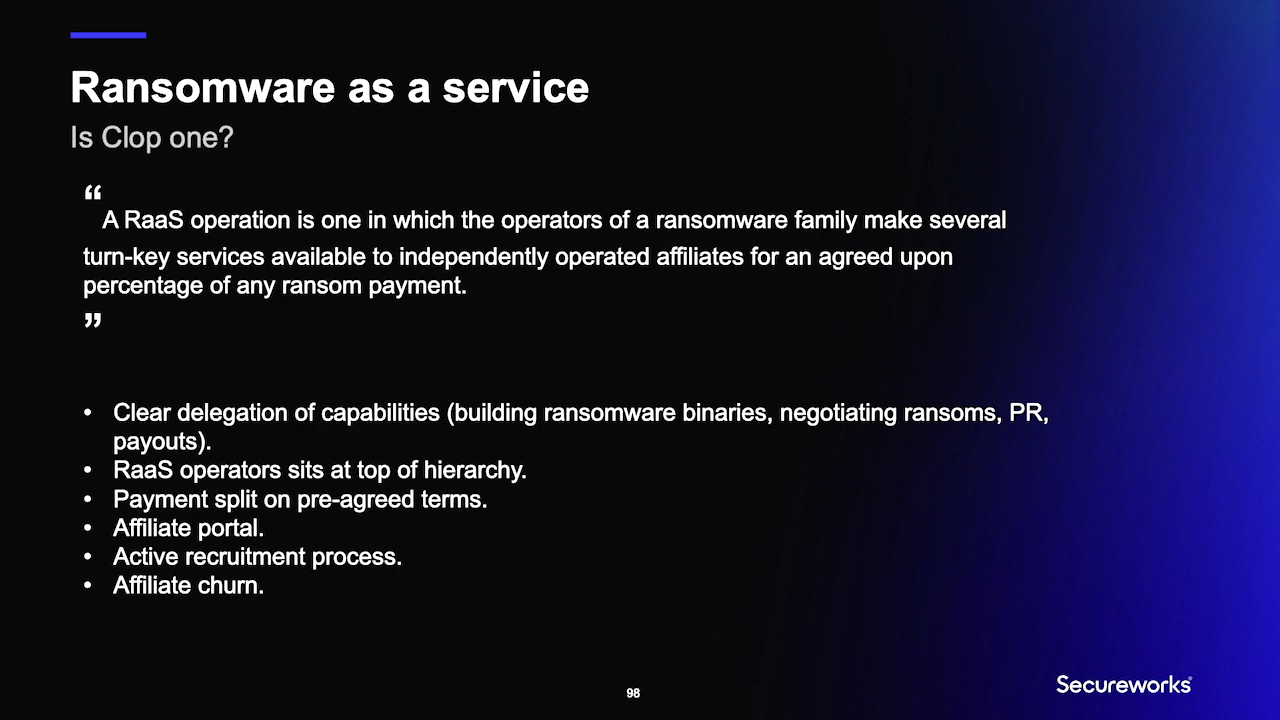 Ransomware as a service
Is Clop one?
“
A RaaS operation is one in which the operators of a ransomware family make several
turn-key services available to independently operated affiliates for an agreed upon
percentage of any ransom payment.
”
• Clear delegation of capabilities (building ransomware binaries, negotiating ransoms, PR,
payouts).
• RaaS operators sits at top of hierarchy.
• Payment split on pre-agreed terms.
• Affiliate portal.
• Active recruitment process.
• Affiliate churn.
98
Secureworks